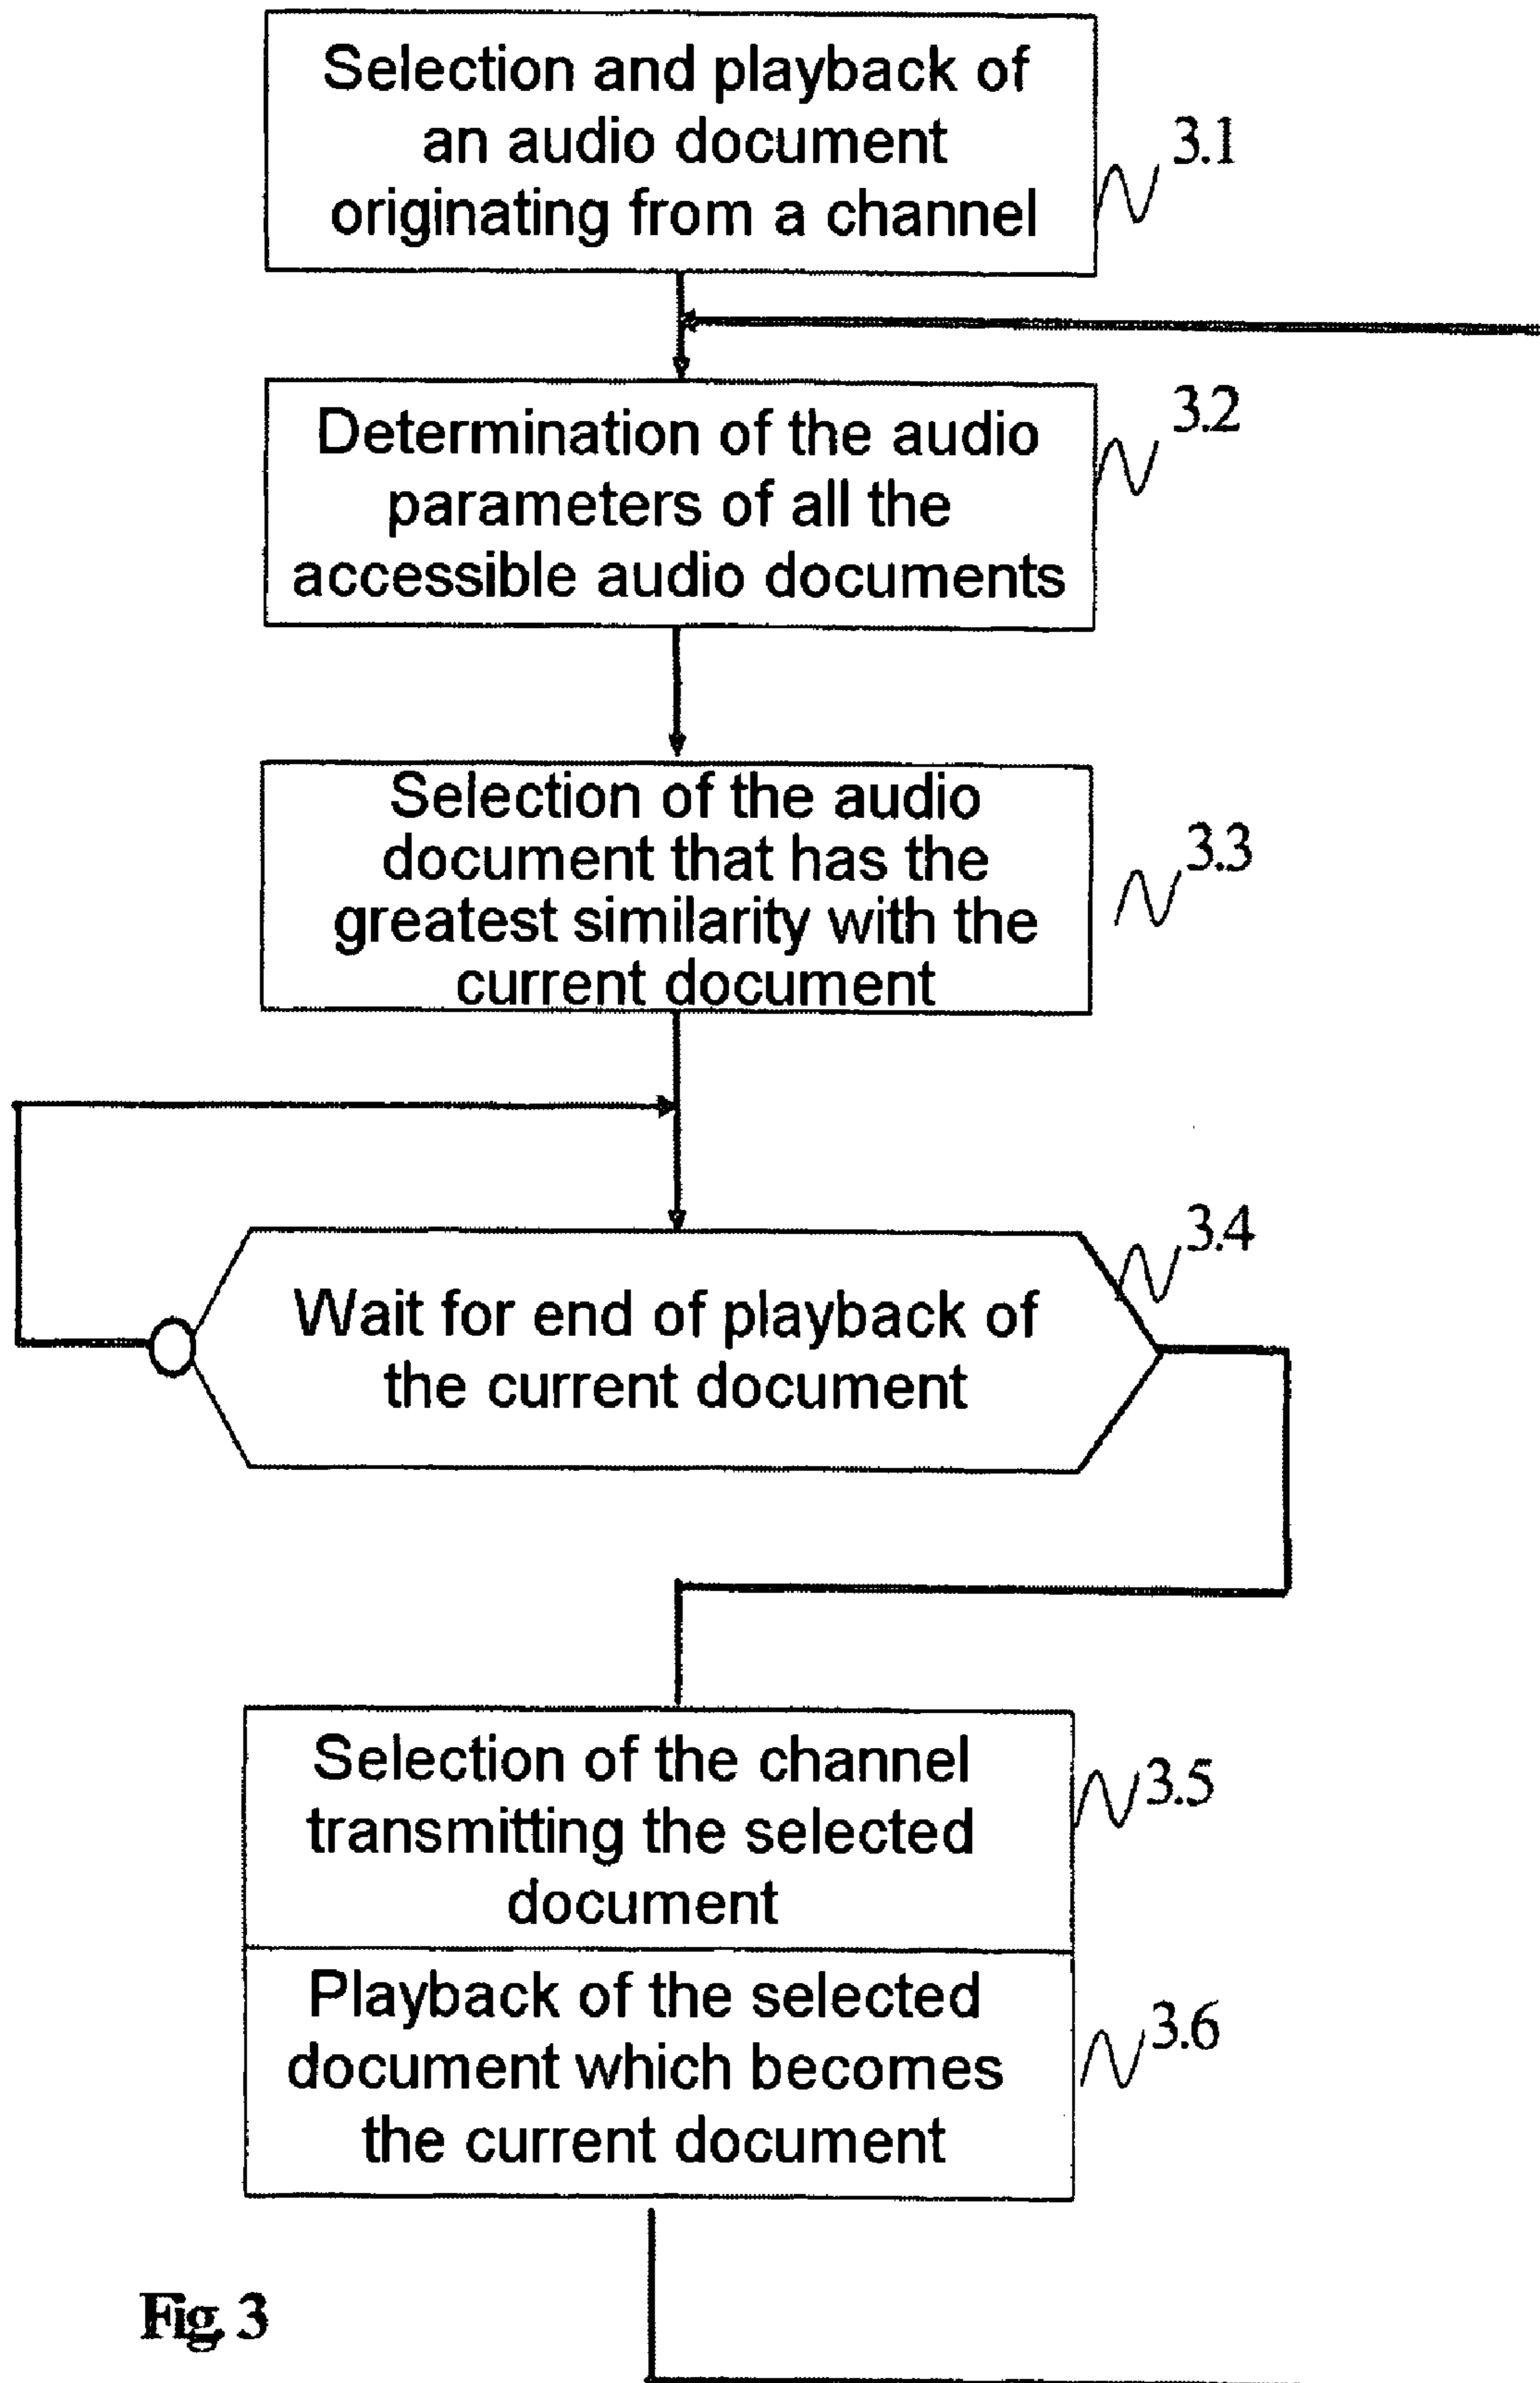 Selection and playback of
an audio document
originating from a channel
3.1
Determination of the audio
parameters of all the
accessible audio documents
3.2
Selection of the audio
document that has the
greatest similarity with the
current document
3.3
Wait for end of playback of
the current document
3.4
Selection of the channel
transmitting the selected
document
3.5
Playback of the selected
document which becomes
the current document
3.6
Fig. 3